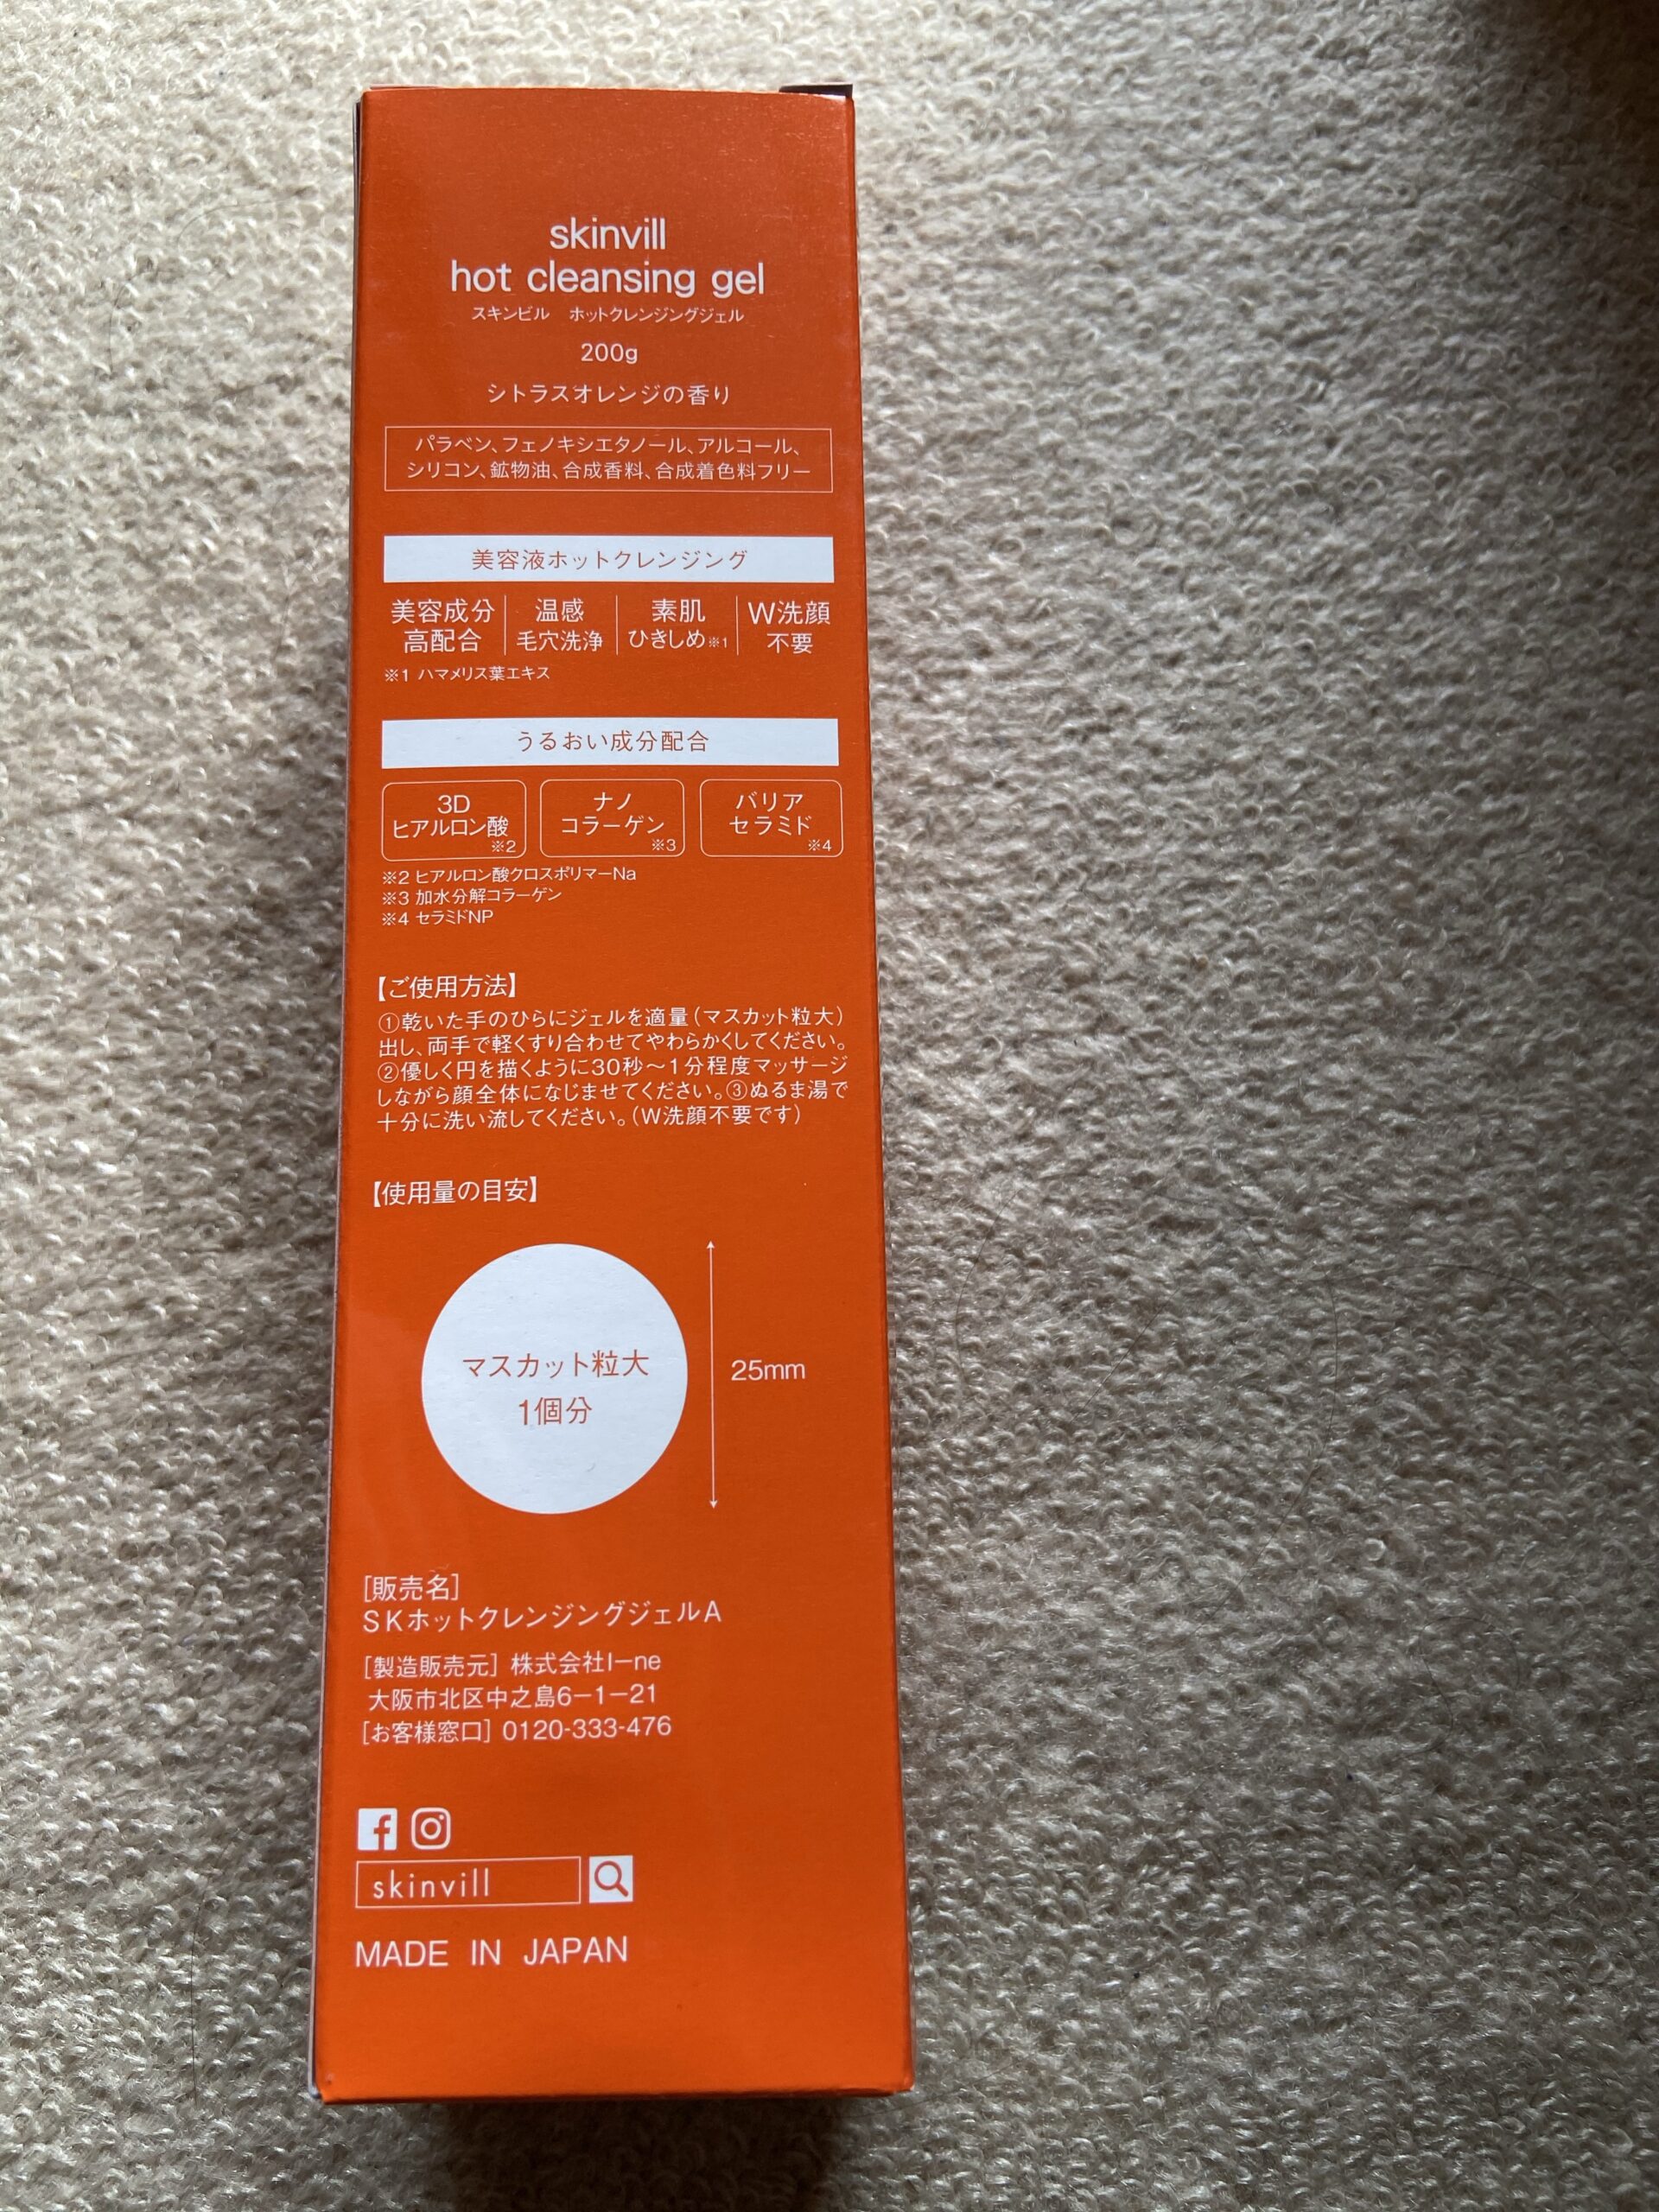 skinvill
hot cleansing gel
スキンビル ホットクレンジングジェル
200g
シトラスオレンジの香り
パラベン、フェノキシエタノール、アルコール、
シリコン、鉱物油、合成香料、合成着色料フリー
美容液ホットクレンジング
美容成分
高配合
温感
毛穴洗浄
素肌
ひきしめ※1
W洗顔
不要
※1 ハマメリス葉エキス
うるおい成分配合
3D
ヒアルロン酸
※2
ナノ
コラーゲン
※3
バリア
セラミド
※4
※2 ヒアルロン酸クロスポリマーNa
※3 加水分解コラーゲン
※4 セラミドNP
【ご使用方法】
①乾いた手のひらにジェルを適量(マスカット粒大)
出し、両手で軽くすり合わせてやわらかくしてください。
②優しく円を描くように30秒〜1分程度マッサージ
しながら顔全体になじませてください。③ぬるま湯で
十分に洗い流してください。(W洗顔不要です)
【使用量の目安】
マスカット粒大
1個分
25mm
[販売名]
SKホットクレンジングジェルA
[製造販売元] 株式会社I-ne
大阪市北区中之島6-1-21
[お客様窓口] 0120-333-476
skinvill
MADE IN JAPAN